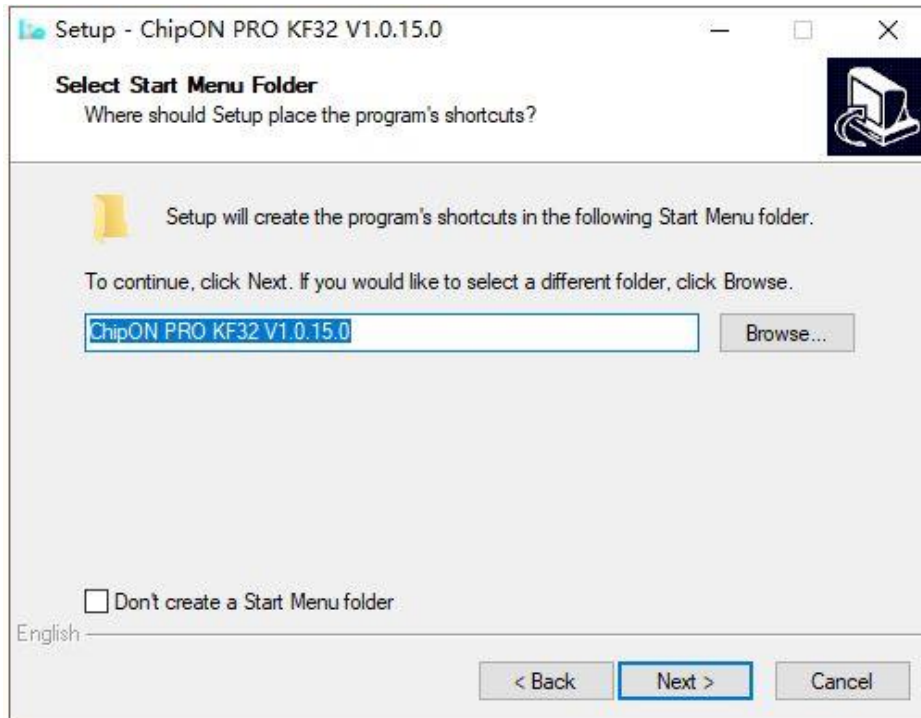 Setup - ChipON PRO KF32 V1.0.15.0
Select Start Menu Folder
Where should Setup place the program's shortcuts?
Setup will create the program's shortcuts in the following Start Menu folder.
To continue, click Next. If you would like to select a different folder, click Browse.
ChipON PRO KF32 V1.0.15.0
Browse...
Don't create a Start Menu folder
English
< Back
Next >
Cancel